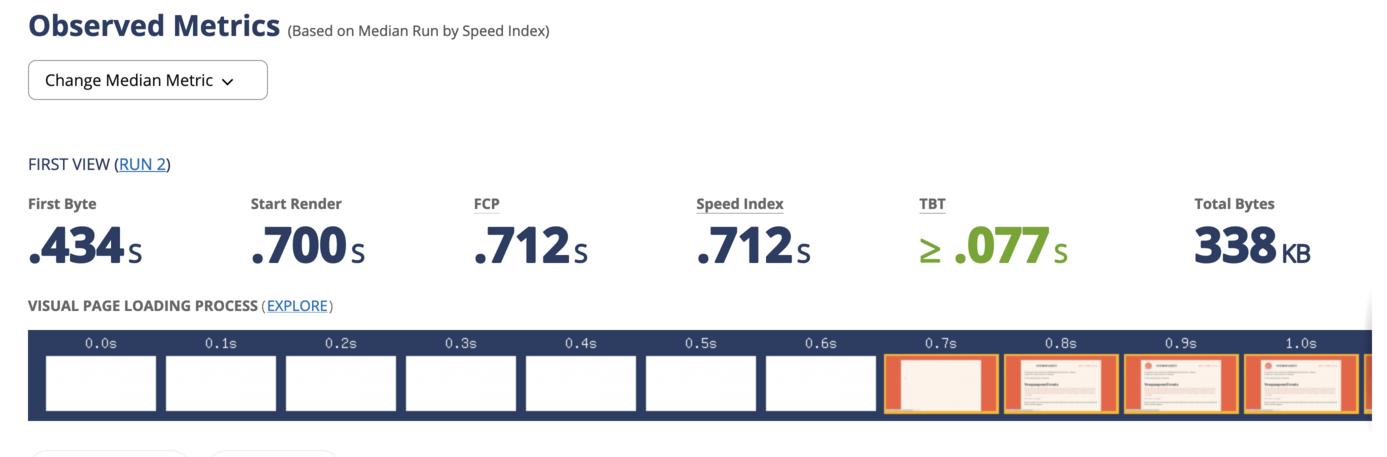 Observed Metrics (Based on Median Run by Speed Index)
Change Median Metric
FIRST VIEW (RUN 2)
First Byte Start Render FCP Speed Index TBT Total Bytes
.434s .700s .712s .712s ≥ .077s 338 KB
VISUAL PAGE LOADING PROCESS (EXPLORE)
0.0s 0.1s 0.2s 0.3s 0.4s 0.5s 0.6s 0.7s 0.8s 0.9s 1.0s